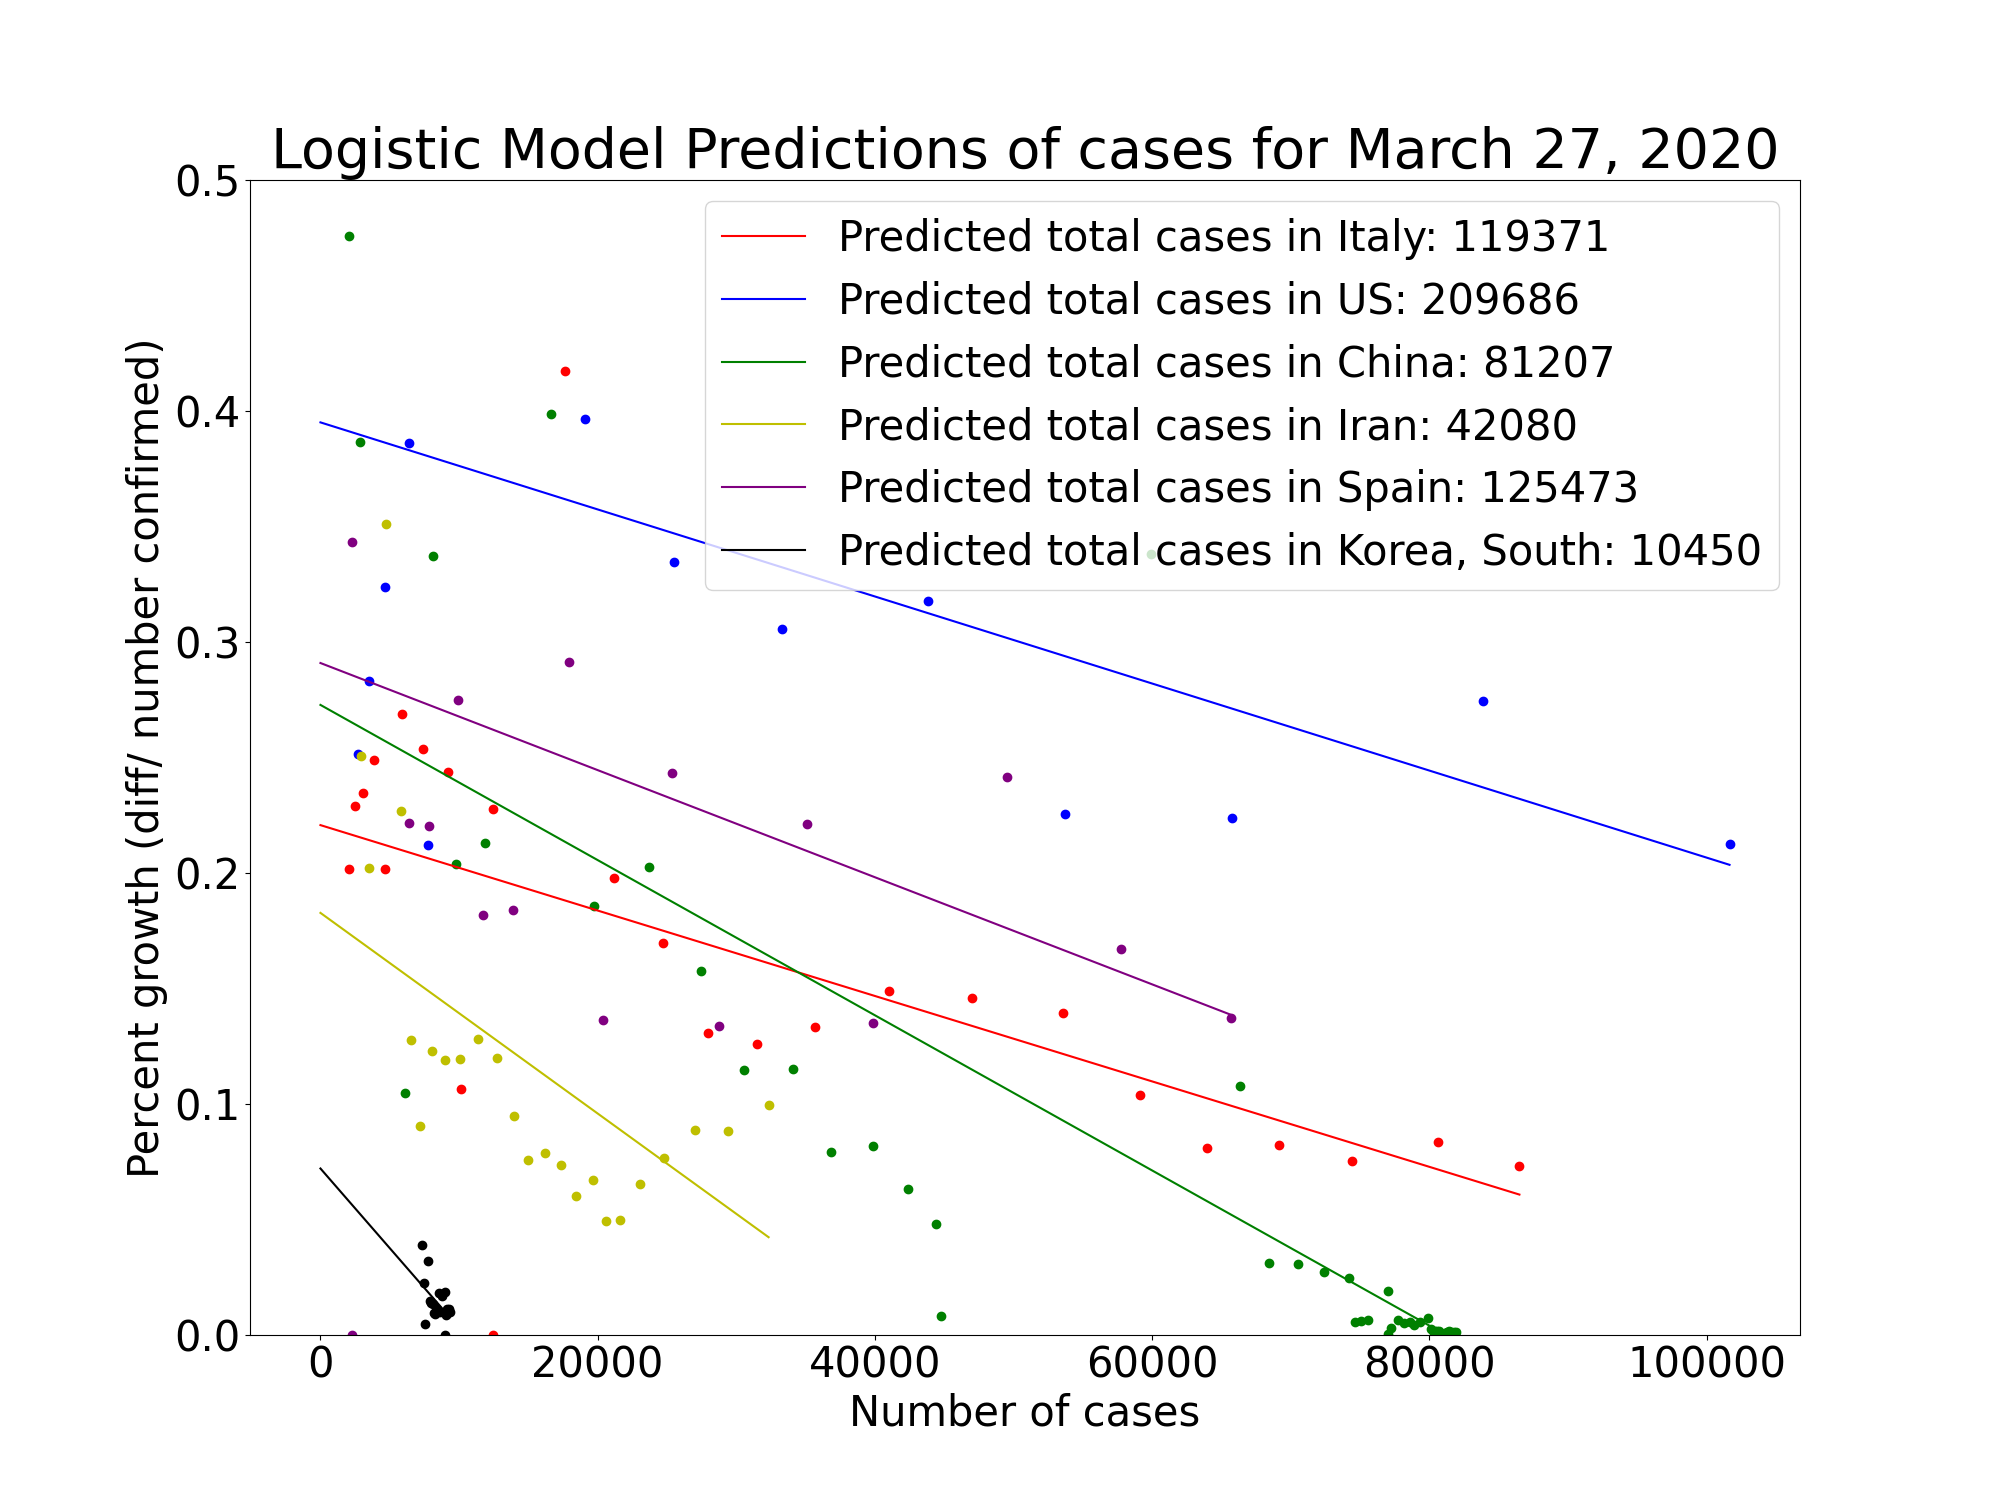 Logistic Model Predictions of cases for March 27, 2020
0.5
0.4
0.3
0.2
0.1
0.0
Percent growth (diff/ number confirmed)
Predicted total cases in Italy: 119371
Predicted total cases in US: 209686
Predicted total cases in China: 81207
Predicted total cases in Iran: 42080
Predicted total cases in Spain: 125473
Predicted total cases in Korea, South: 10450
0 20000 40000 60000 80000 100000
Number of cases